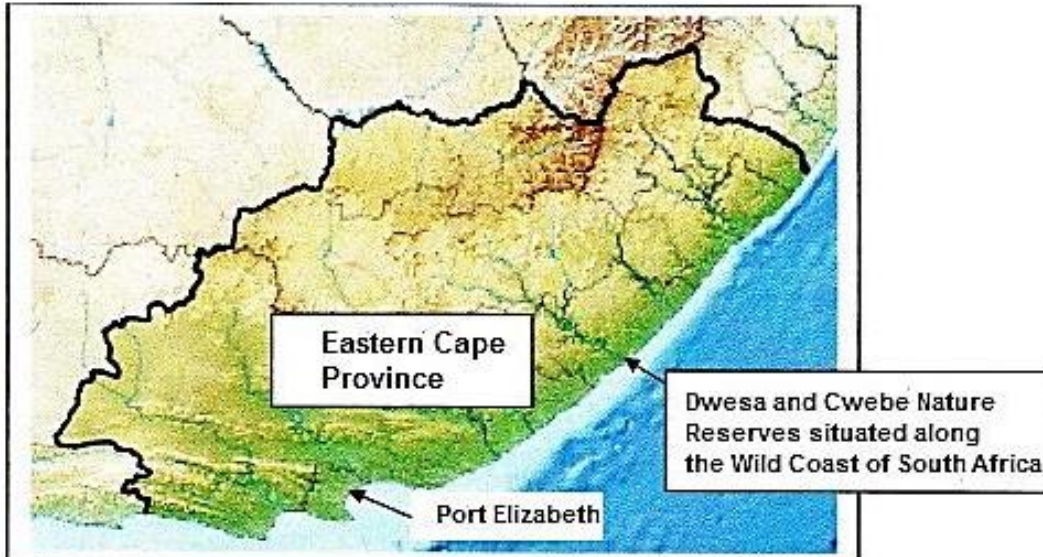 Eastern Cape
Province
Dwesa and Cwebe Nature
Reserves situated along
the Wild Coast of South Africa
Port Elizabeth